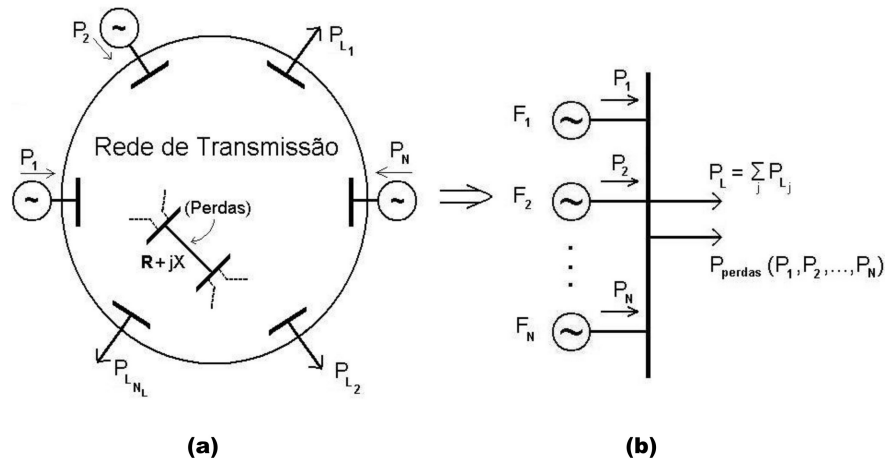 P2
PL1
Rede de Transmissão
P1
PN
(Perdas)
R + jX
PLNL
PL2
(a)
F1
P1
F2
P2
PL = ∑j PLj
Pperdas (P1,P2,...,PN)
FN
PN
(b)